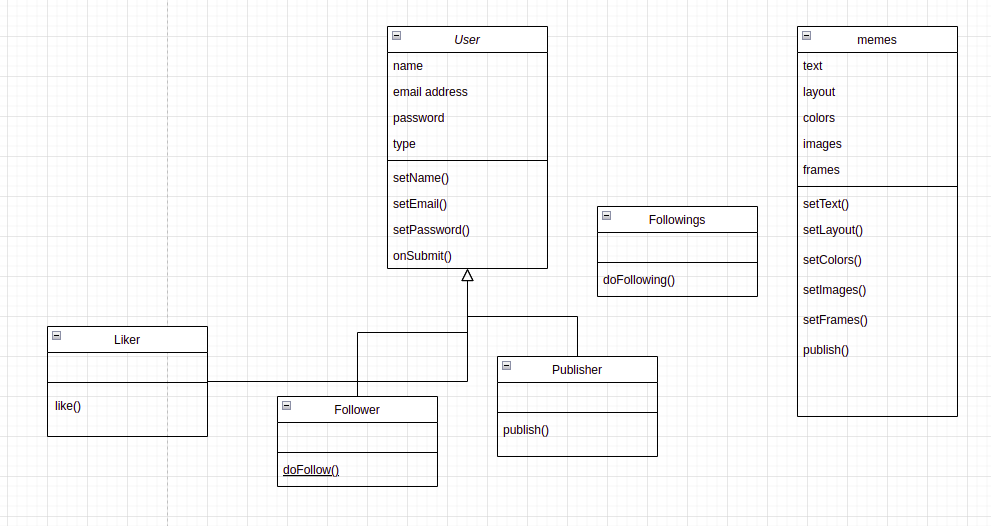 User
name
email address
password
type
setName()
setEmail()
setPassword()
onSubmit()
memes
text
layout
colors
images
frames
setText()
setLayout()
setColors()
setImages()
setFrames()
publish()
Followings
doFollowing()
Liker
like()
Follower
doFollow()
Publisher
publish()